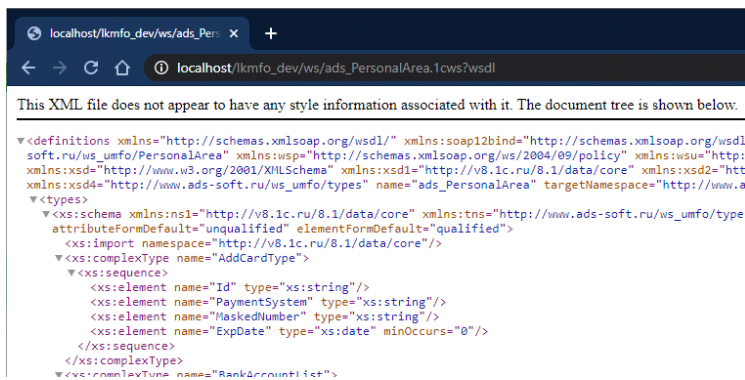 localhost/lkmfo_dev/ws/ads_Pers
localhost/lkmfo_dev/ws/ads_PersonalArea.1cws?wsdl
This XML file does not appear to have any style information associated with it. The document tree is shown below.
▼<definitions xmlns="http://schemas.xmlsoap.org/wsdl/" xmlns:soap12bind="http://schemas.xmlsoap.org/wsdl
soft.ru/ws_umfo/PersonalArea" xmlns:wsp="http://schemas.xmlsoap.org/ws/2004/09/policy" xmlns:wsu="http:
xmlns:xsd="http://www.w3.org/2001/XMLSchema" xmlns:xsd1="http://v8.1c.ru/8.1/data/core" xmlns:xsd2="htt
xmlns:xsd4="http://www.ads-soft.ru/ws_umfo/types" name="ads_PersonalArea" targetNamespace="http://www.a
▼<types>
▼<xs:schema xmlns:ns1="http://v8.1c.ru/8.1/data/core" xmlns:tns="http://www.ads-soft.ru/ws_umfo/type
attributeFormDefault="unqualified" elementFormDefault="qualified">
<xs:import namespace="http://v8.1c.ru/8.1/data/core"/>
▼<xs:complexType name="AddCardType">
▼<xs:sequence>
<xs:element name="Id" type="xs:string"/>
<xs:element name="PaymentSystem" type="xs:string"/>
<xs:element name="MaskedNumber" type="xs:string"/>
<xs:element name="ExpDate" type="xs:date" minOccurs="0"/>
</xs:sequence>
</xs:complexType>
▼<xs:complexType name="BankAccountList">